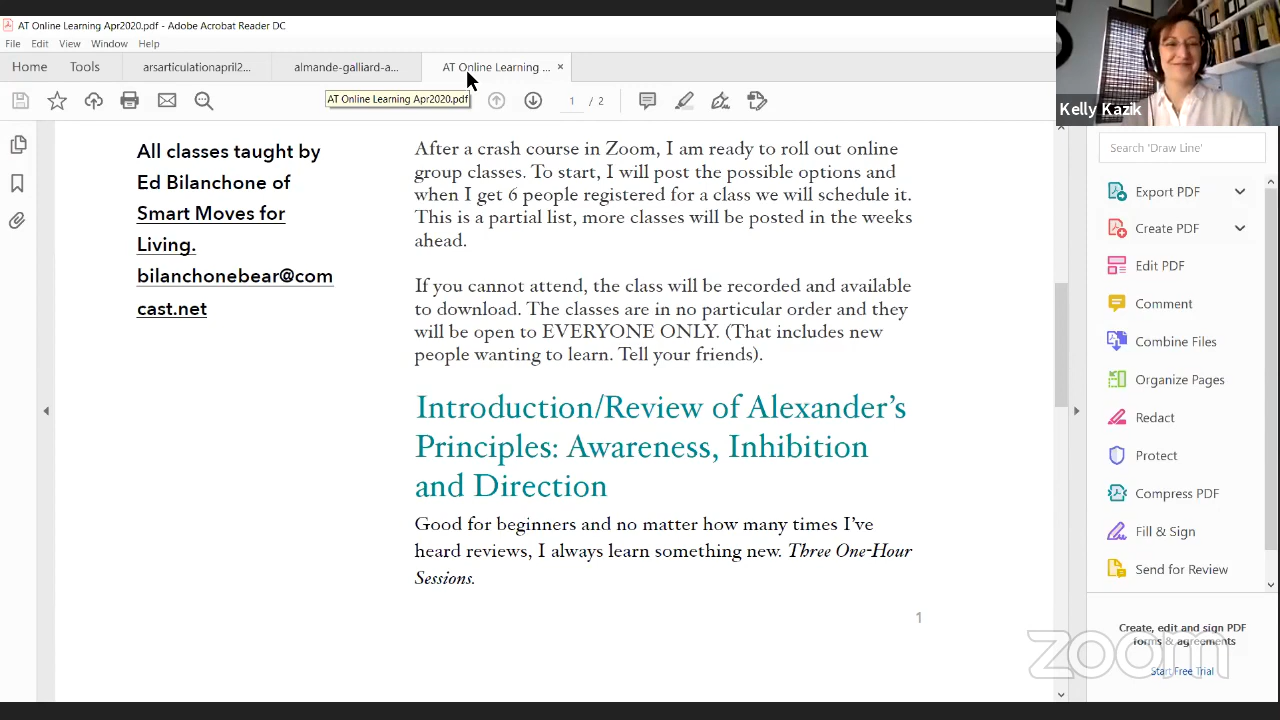 AT Online Learning Apr2020.pdf - Adobe Acrobat Reader DC
File Edit View Window Help
Home Tools arsarticulationapril2... almande-galliard-a... AT Online Learning ... ×
AT Online Learning Apr2020.pdf
1 / 2
Kelly Kazik
All classes taught by
Ed Bilanchone of
Smart Moves for
Living.
bilanchonebear@com
cast.net
After a crash course in Zoom, I am ready to roll out online
group classes. To start, I will post the possible options and
when I get 6 people registered for a class we will schedule it.
This is a partial list, more classes will be posted in the weeks
ahead.
If you cannot attend, the class will be recorded and available
to download. The classes are in no particular order and they
will be open to EVERYONE ONLY. (That includes new
people wanting to learn. Tell your friends).
Introduction/Review of Alexander’s
Principles: Awareness, Inhibition
and Direction
Good for beginners and no matter how many times I’ve
heard reviews, I always learn something new. Three One-Hour
Sessions.
1
Search 'Draw Line'
Export PDF
Create PDF
Edit PDF
Comment
Combine Files
Organize Pages
Redact
Protect
Compress PDF
Fill & Sign
Send for Review
Create, edit and sign PDF
forms & agreements
Start Free Trial
zoom